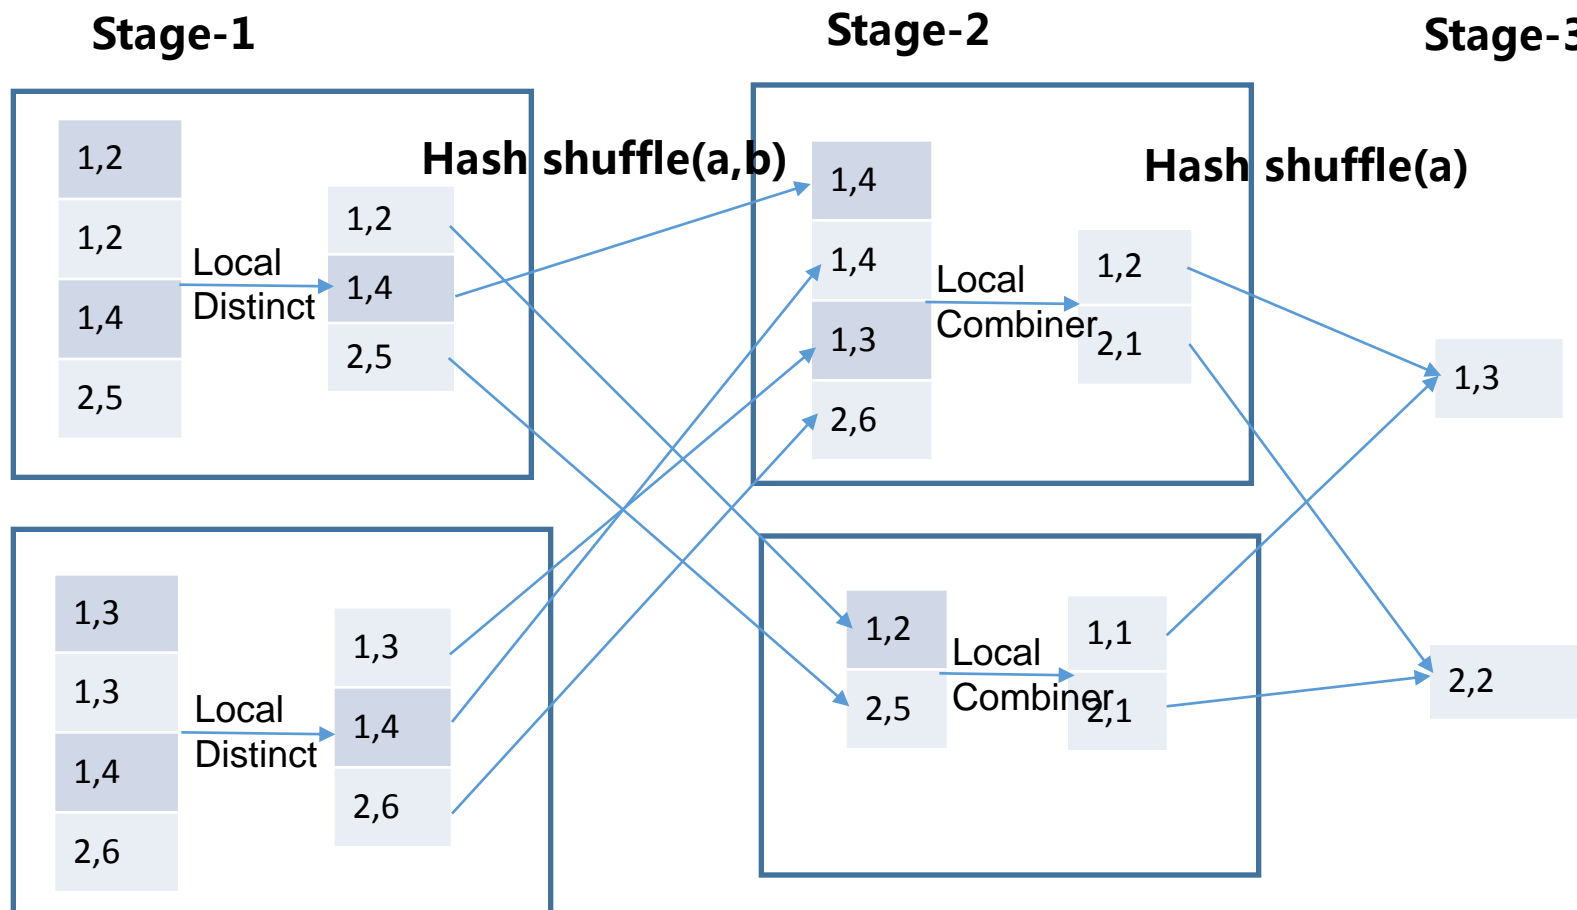 Stage-1
Stage-2
Stage-3
Hash shuffle(a,b)
Hash shuffle(a)
1,2
1,2
1,4
2,5
Local
Distinct
1,2
1,4
2,5
1,4
1,4
1,3
2,6
Local
Combiner
1,2
2,1
1,3
1,3
1,3
1,4
2,6
Local
Distinct
1,3
1,4
2,6
1,2
2,5
Local
Combiner
1,1
2,1
2,2